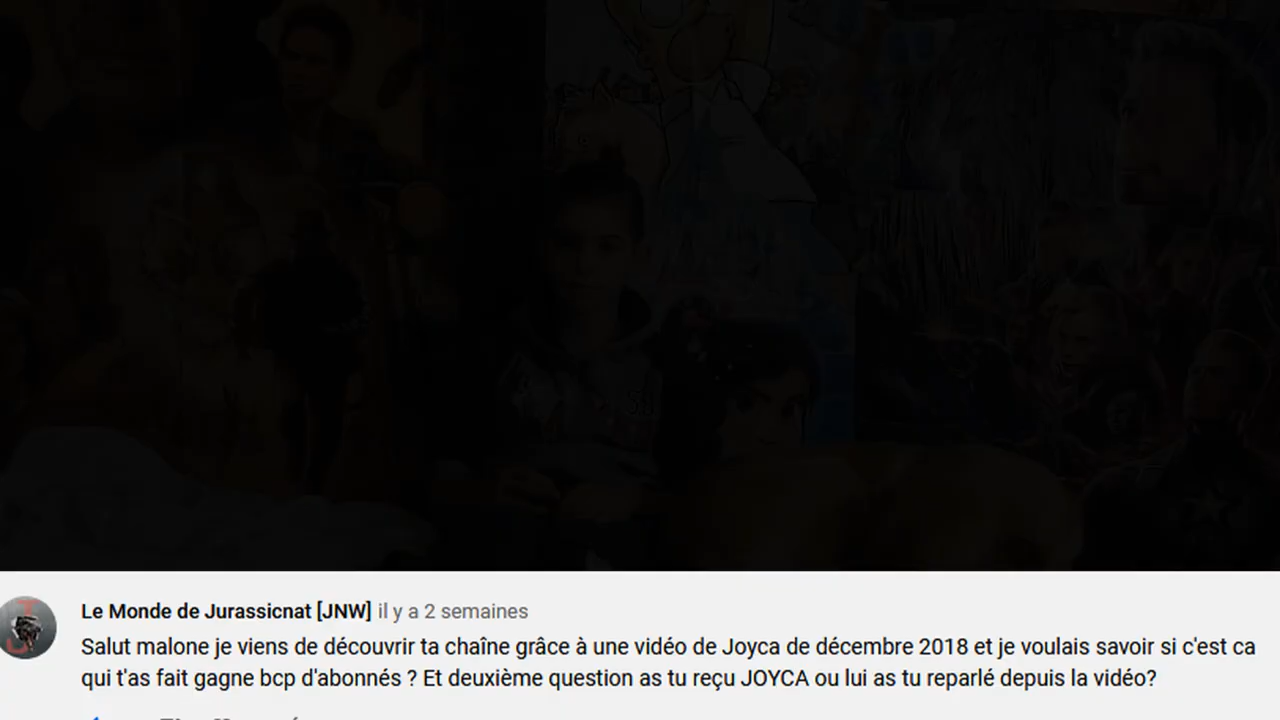 Le Monde de Jurassicnat [JNW] il y a 2 semaines
Salut malone je viens de découvrir ta chaîne grâce à une vidéo de Joyca de décembre 2018 et je voulais savoir si c'est ca
qui t'as fait gagne bcp d'abonnés ? Et deuxième question as tu reçu JOYCA ou lui as tu reparlé depuis la vidéo?